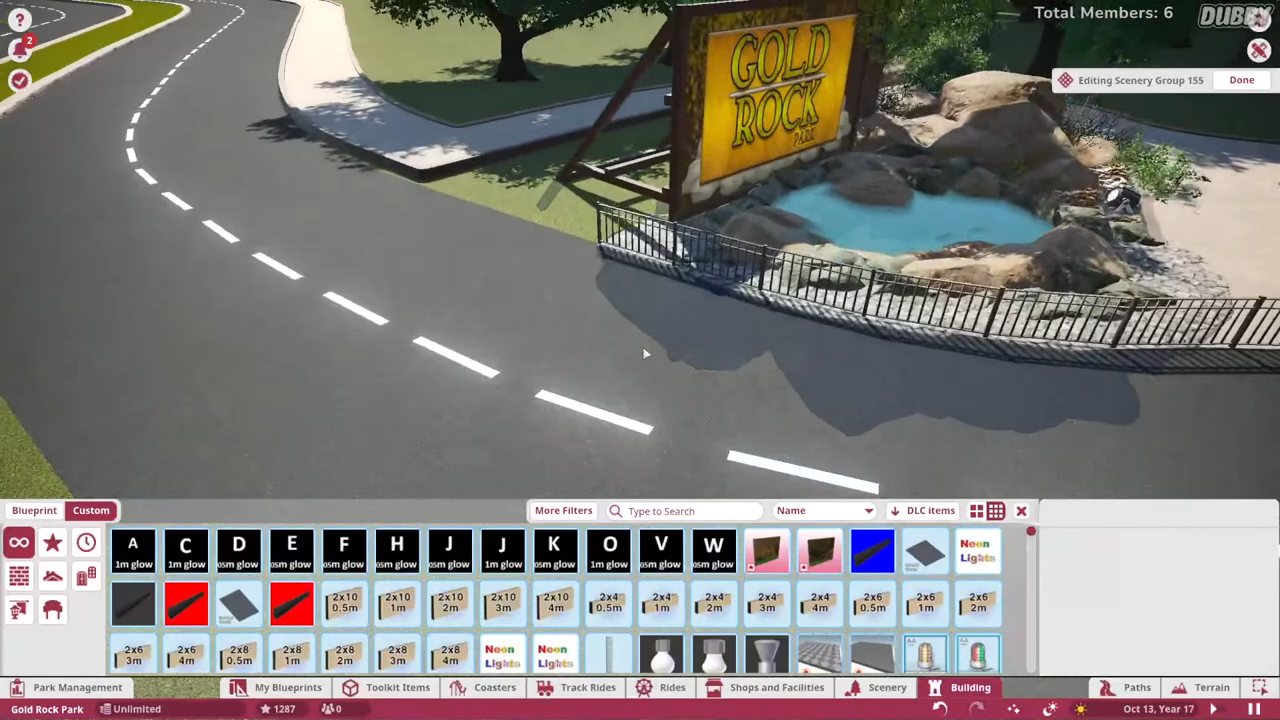 Total Members: 6
DUBBY
?
2
Editing Scenery Group 155
Done
GOLD
ROCK
PARK
Blueprint
Custom
More Filters
Type to Search
Name
DLC items
A
1m glow
C
1m glow
D
05m glow
E
05m glow
F
05m glow
H
05m glow
J
05m glow
J
1m glow
K
05m glow
O
1m glow
V
05m glow
W
05m glow
Neon
Lights
2x10
0.5m
2x10
1m
2x10
2m
2x10
3m
2x10
4m
2x4
0.5m
2x4
1m
2x4
2m
2x4
3m
2x4
4m
2x6
0.5m
2x6
1m
2x6
2m
2x6
3m
2x6
4m
2x8
0.5m
2x8
1m
2x8
2m
2x8
3m
2x8
4m
Neon
Lights
Neon
Lights
Park Management
My Blueprints
Toolkit Items
Coasters
Track Rides
Rides
Shops and Facilities
Scenery
Building
Paths
Terrain
Gold Rock Park
Unlimited
1287
0
Oct 13, Year 17